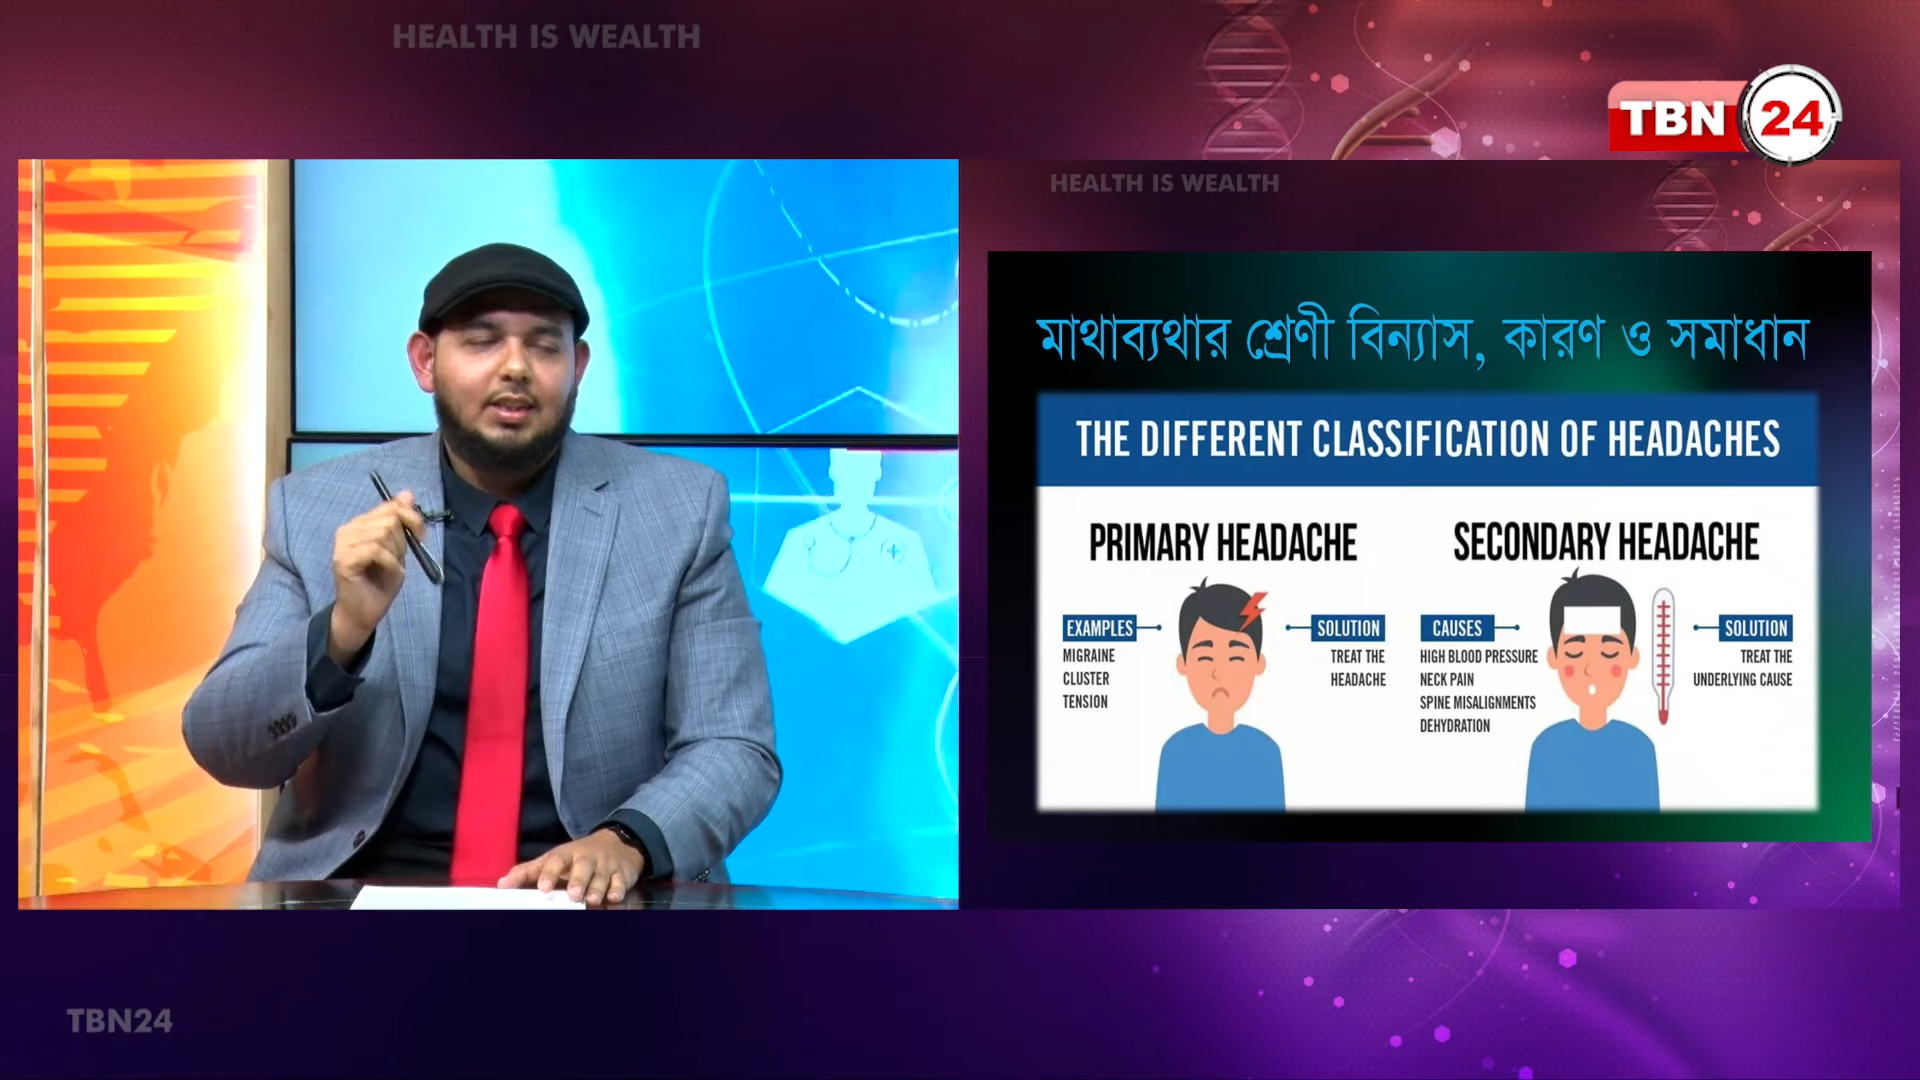 HEALTH IS WEALTH
TBN 24
HEALTH IS WEALTH
মাথাব্যথার শ্রেণী বিন্যাস, কারণ ও সমাধান
THE DIFFERENT CLASSIFICATION OF HEADACHES
PRIMARY HEADACHE
EXAMPLES
MIGRAINE
CLUSTER
TENSION
SOLUTION
TREAT THE
HEADACHE
SECONDARY HEADACHE
CAUSES
HIGH BLOOD PRESSURE
NECK PAIN
SPINE MISALIGNMENTS
DEHYDRATION
SOLUTION
TREAT THE
UNDERLYING CAUSE
TBN24